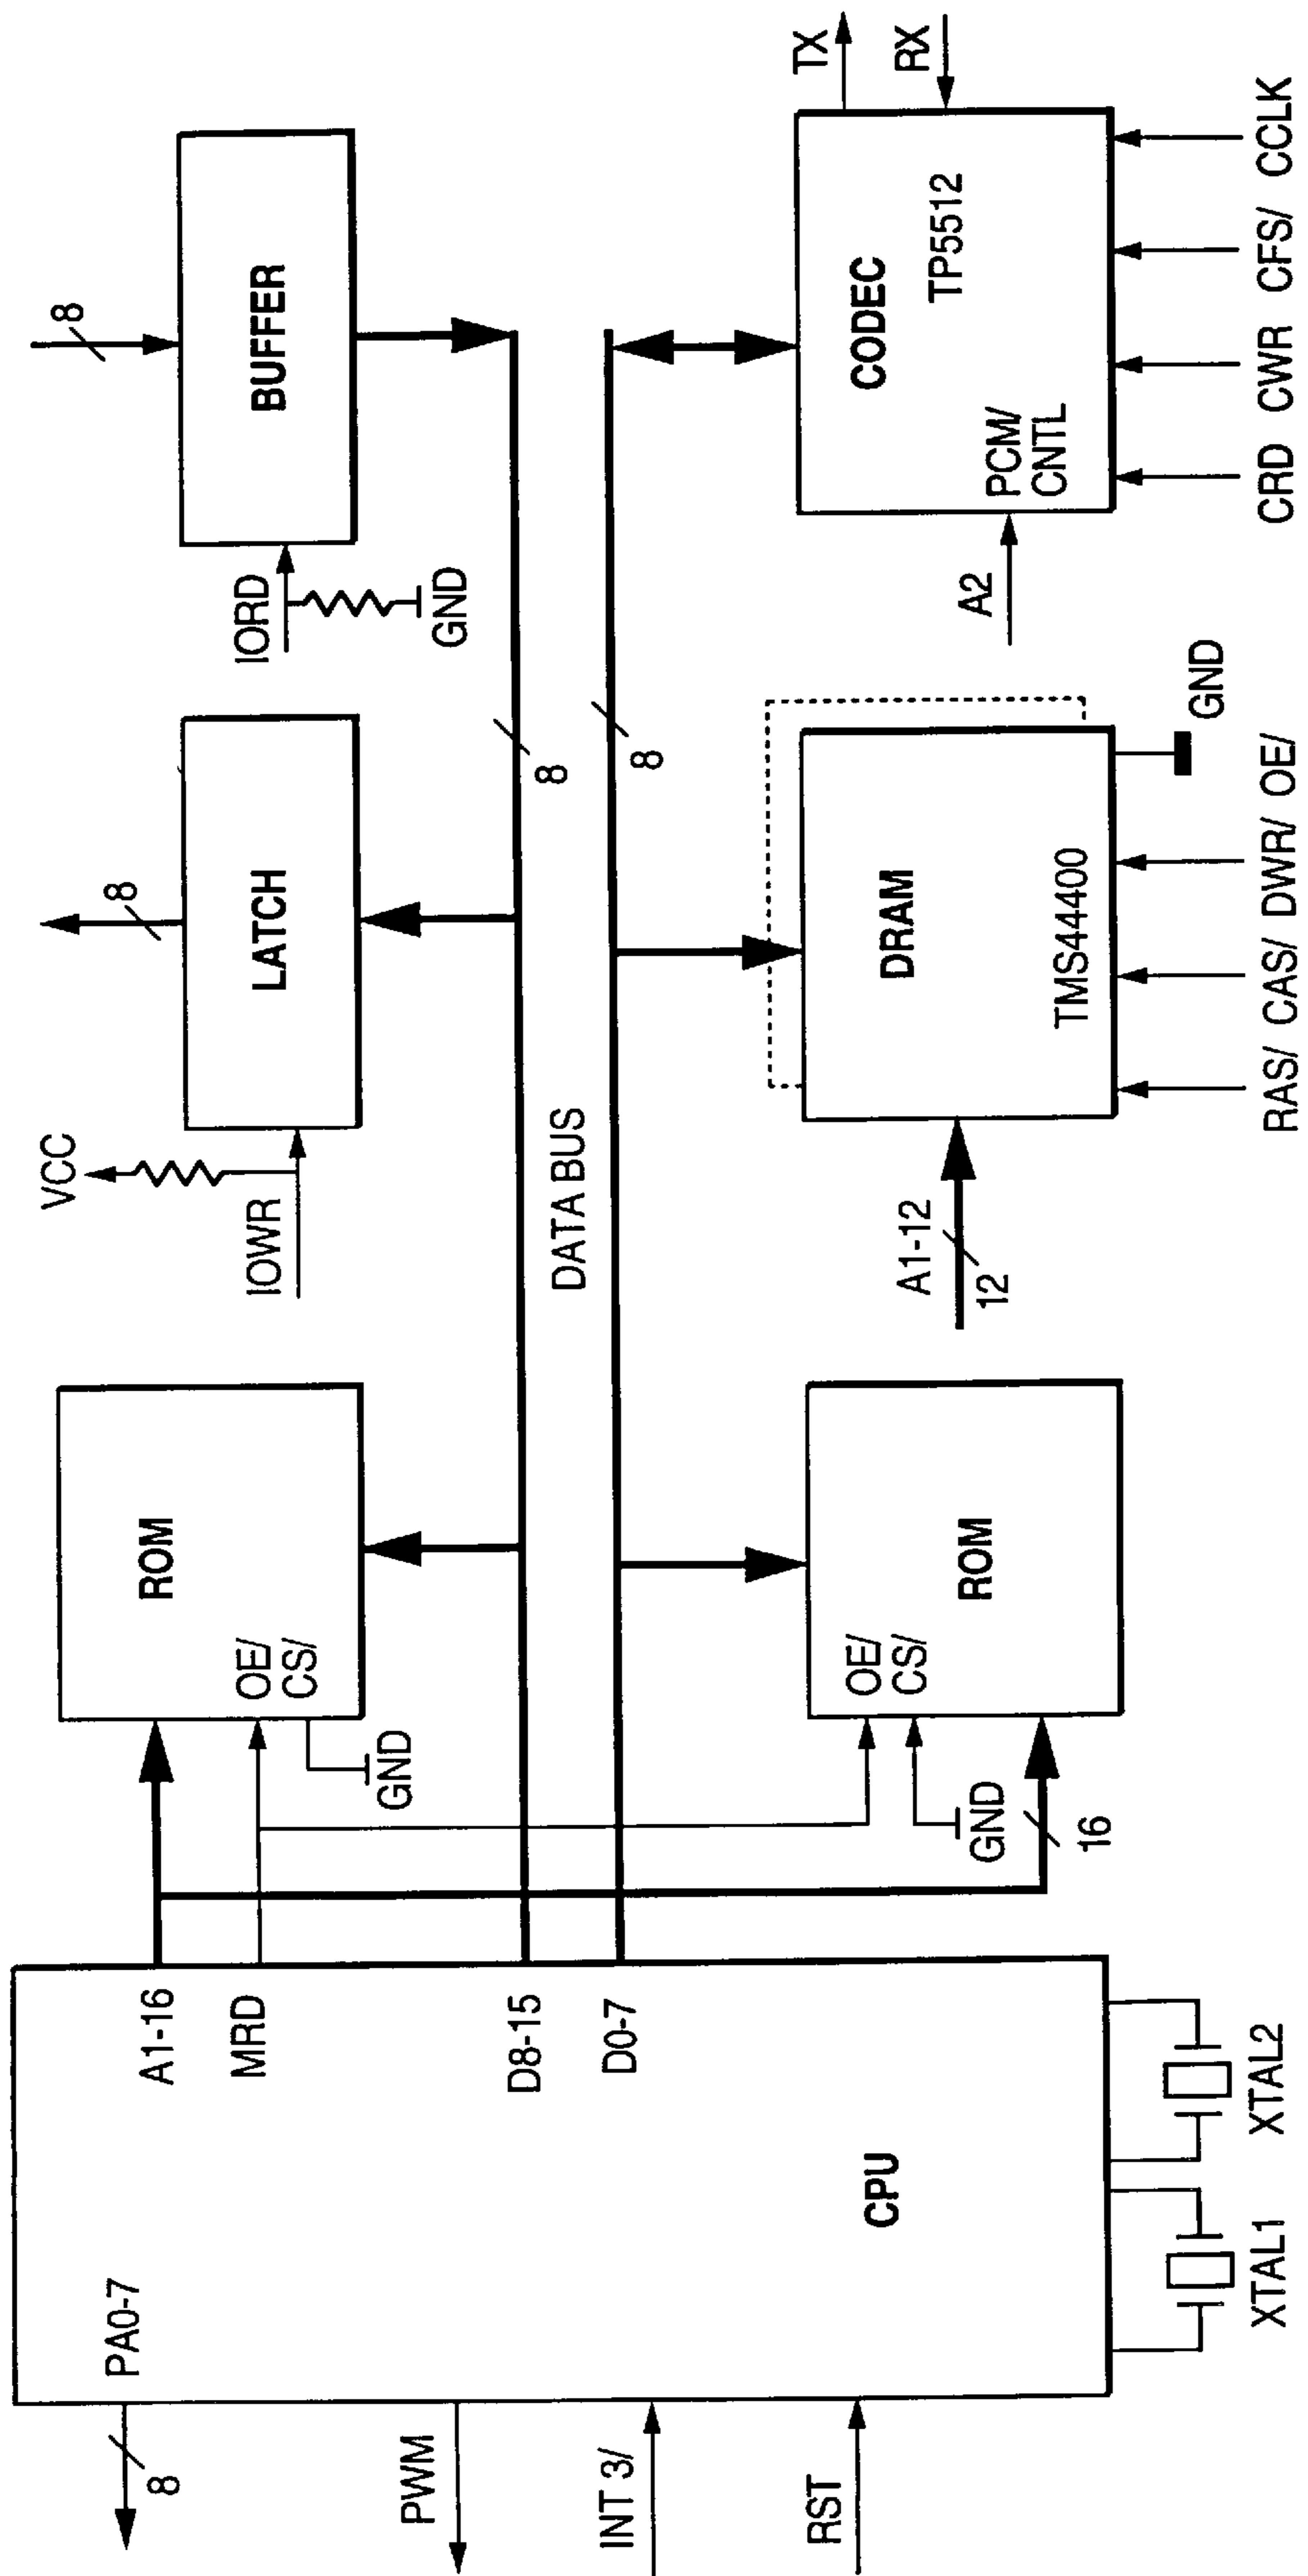 PA0-7
8
PWM
INT 3/
RST
CPU
A1-16
MRD
D8-15
D0-7
XTAL1
XTAL2
ROM
OE/
CS/
GND
ROM
OE/
CS/
GND
16
DATA BUS
VCC
IOWR
LATCH
8
8
IORD
GND
BUFFER
8
8
A1-12
12
DRAM
TMS44400
RAS/ CAS/ DWR/ OE/
GND
A2
CODEC
TP5512
PCM/
CNTL
TX
RX
CRD CWR CFS/ CCLK